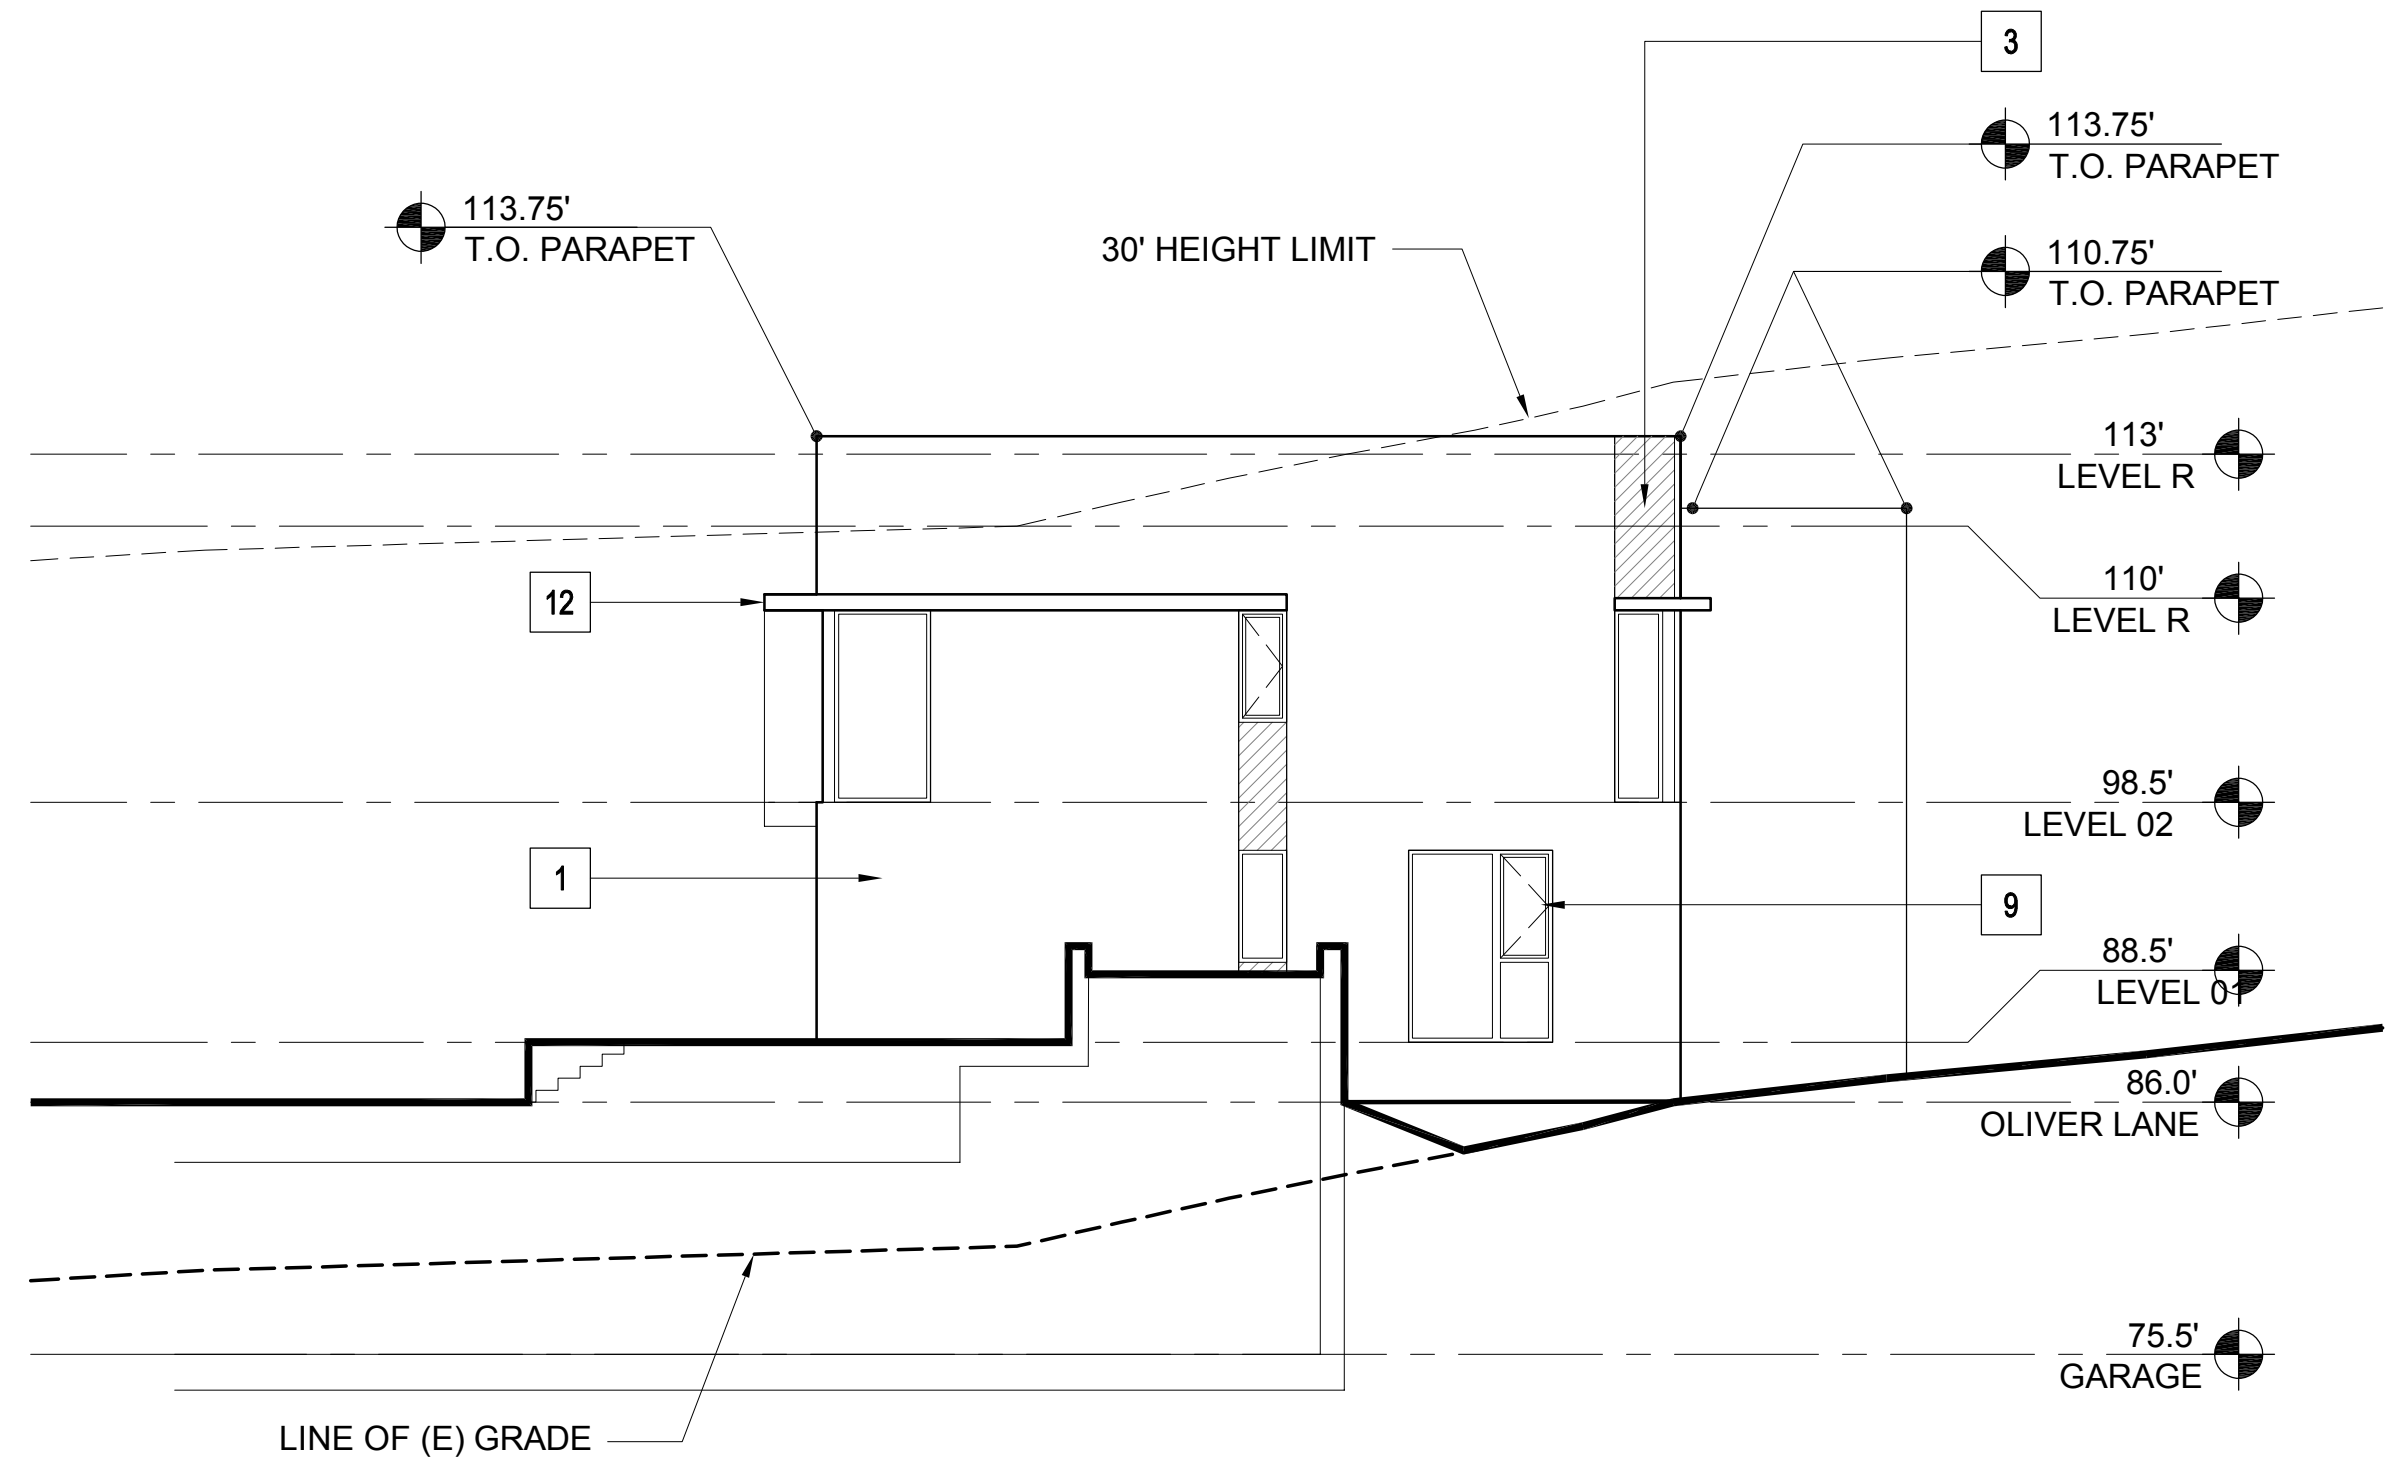 3
113.75'
T.O. PARAPET
113.75'
T.O. PARAPET
30' HEIGHT LIMIT
110.75'
T.O. PARAPET
113'
LEVEL R
12
110'
LEVEL R
98.5'
LEVEL 02
1
9
88.5'
LEVEL 01
86.0'
OLIVER LANE
75.5'
GARAGE
LINE OF (E) GRADE